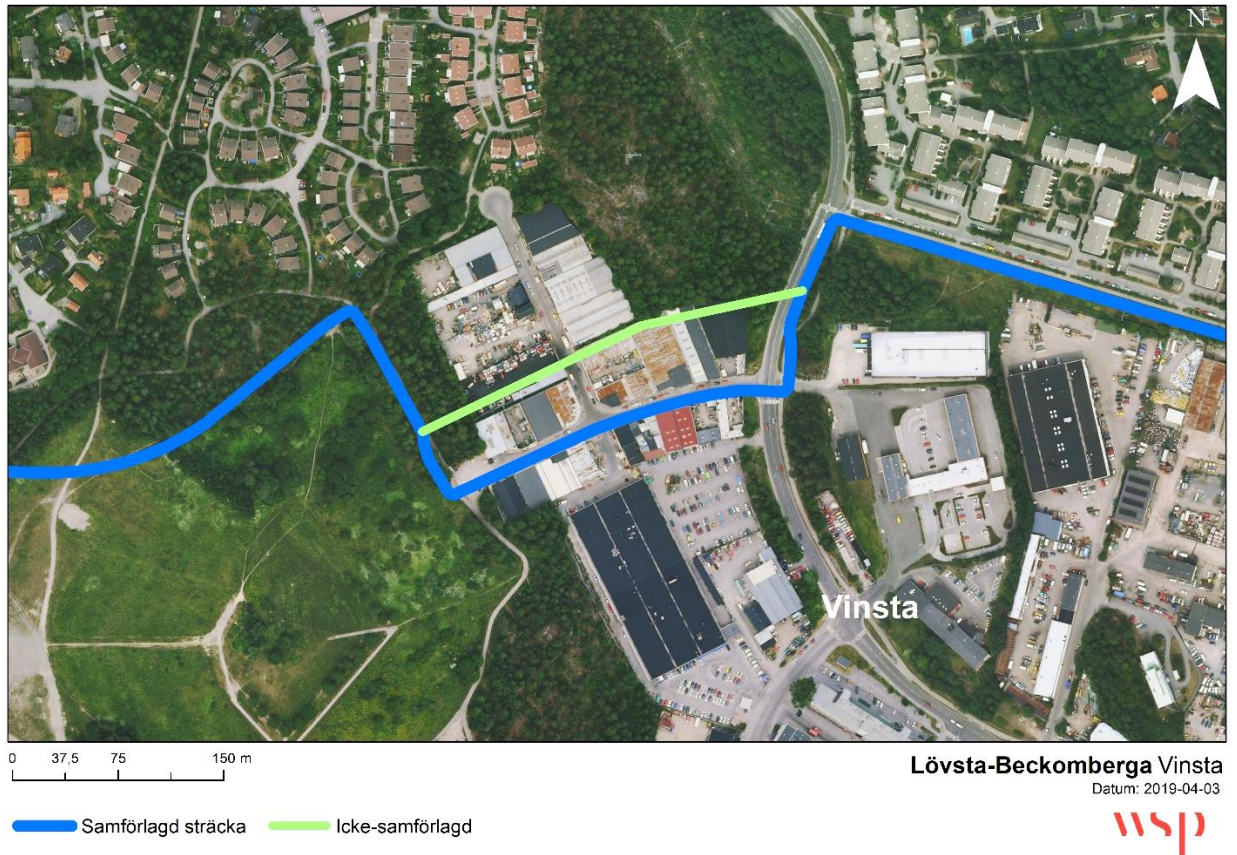 N
Vinsta
0 37,5 75 150 m
Lövsta-Beckomberga Vinsta
Datum: 2019-04-03
Samförlagd sträcka Icke-samförlagd
wsp